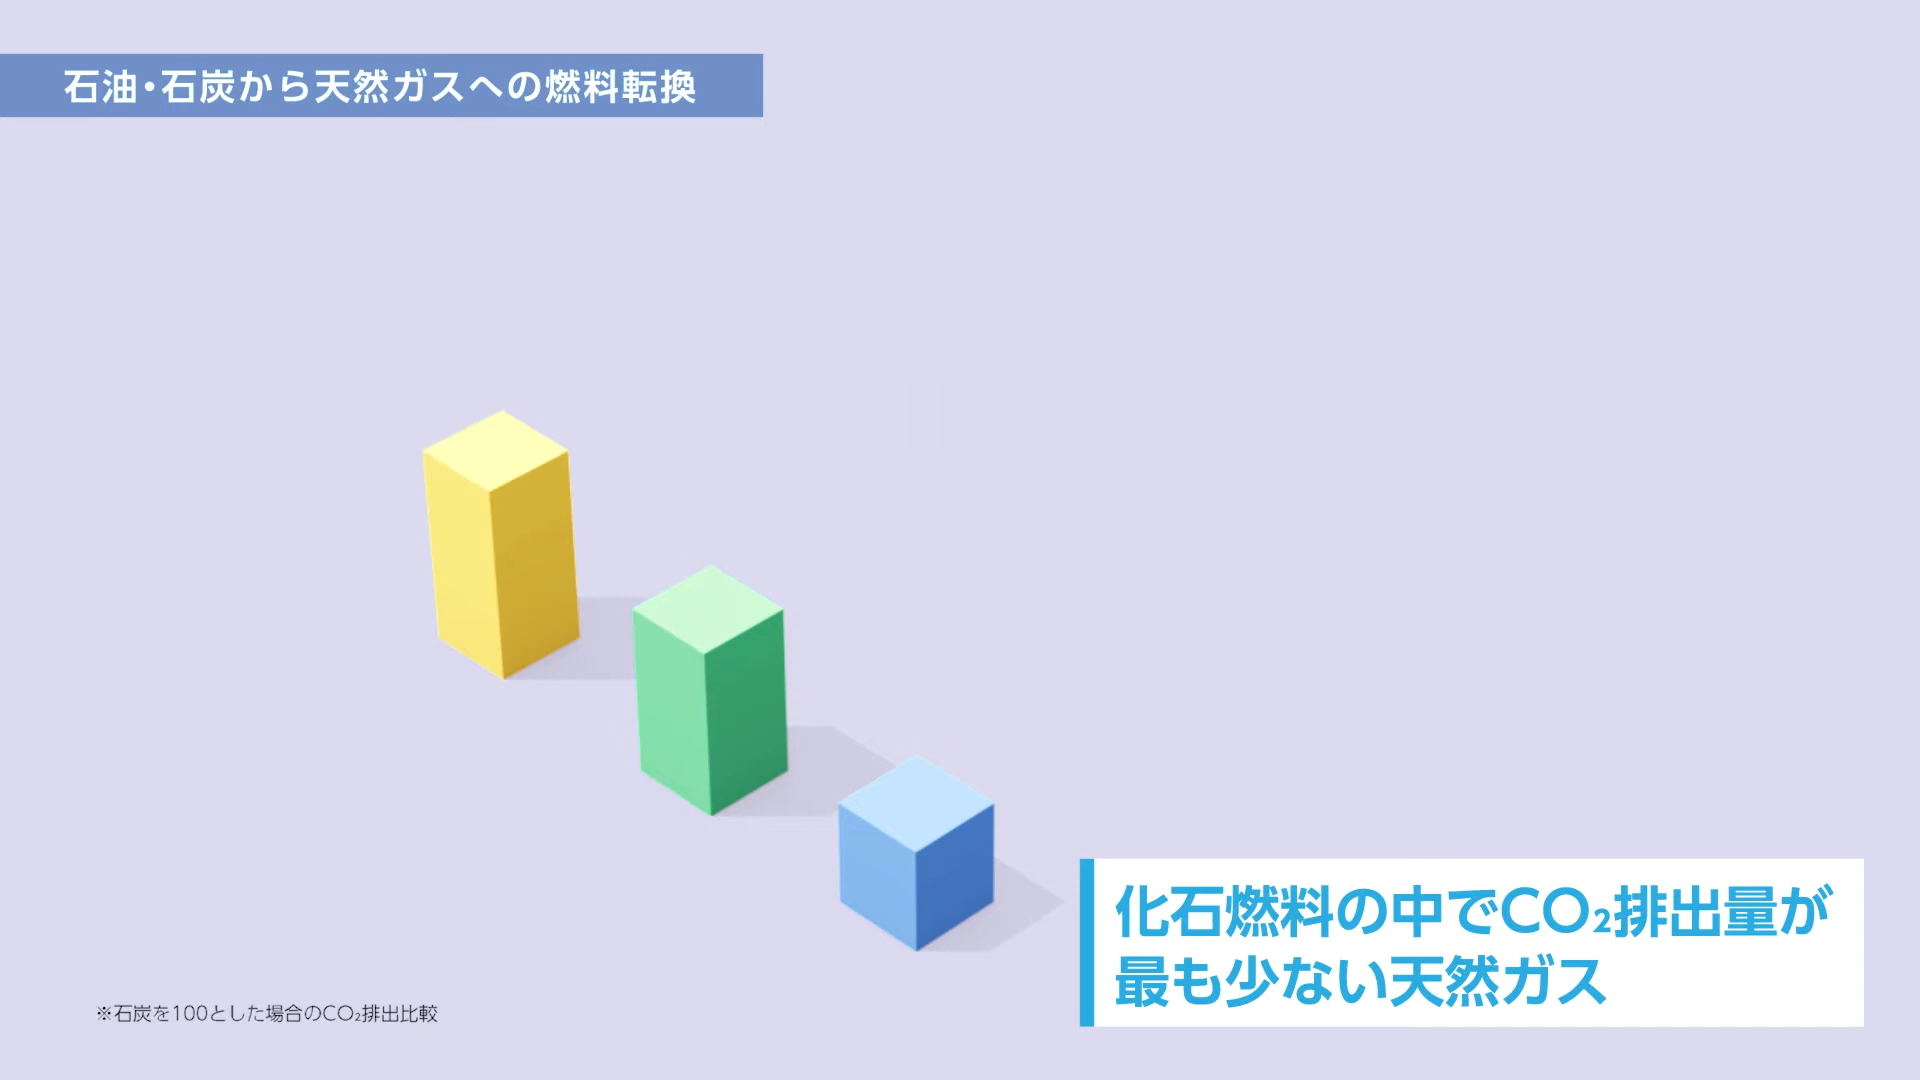 石油・石炭から天然ガスへの燃料転換
化石燃料の中でCO₂排出量が
最も少ない天然ガス
※石炭を100とした場合のCO₂排出比較